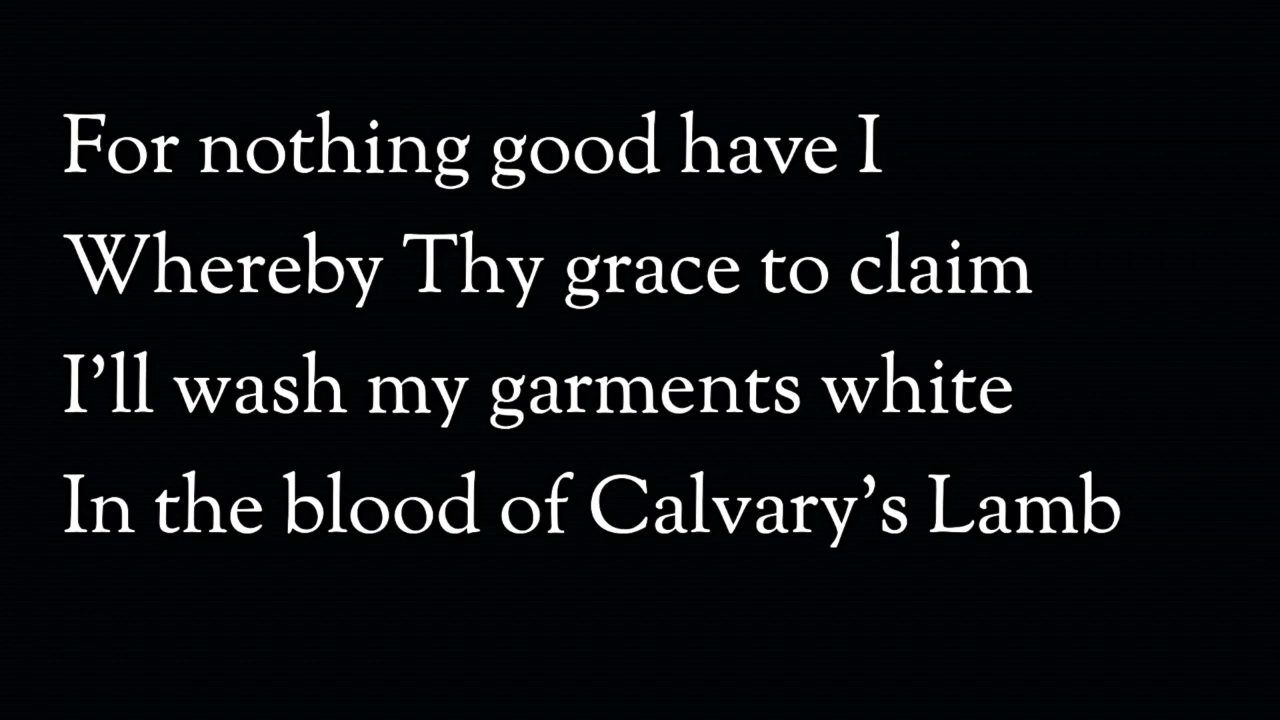 For nothing good have I
Whereby Thy grace to claim
I’ll wash my garments white
In the blood of Calvary’s Lamb